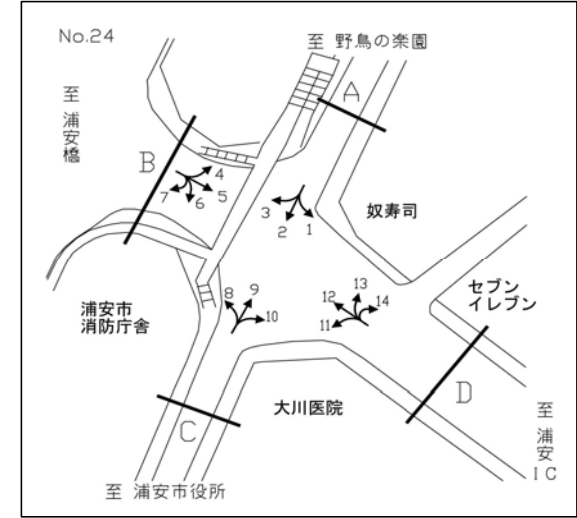 No.24
至 野鳥の楽園
至 浦安橋
A
B
4
7
6
5
3
2
1
奴寿司
セブン
イレブン
浦安市
消防庁舎
8
9
10
12
13
14
11
大川医院
C
D
至 浦安IC
至 浦安市役所